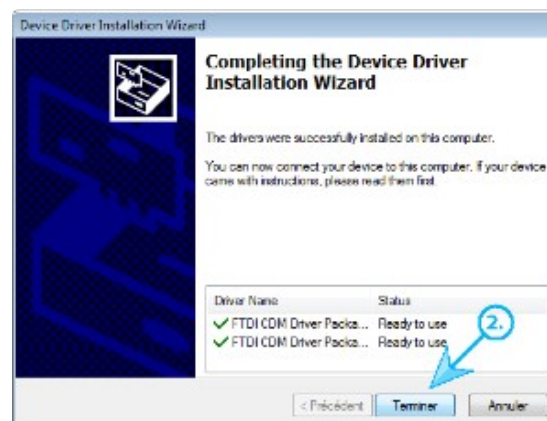 Device Driver Installation Wizard
Completing the Device Driver
Installation Wizard
The drivers were successfully installed on this computer.
You can now connect your device to this computer. If your device
came with instructions, please read them first.
Driver Name Status
FTDI CDM Driver Packa... Ready to use
FTDI CDM Driver Packa... Ready to use
2.
< Précédent Terminer Annuler